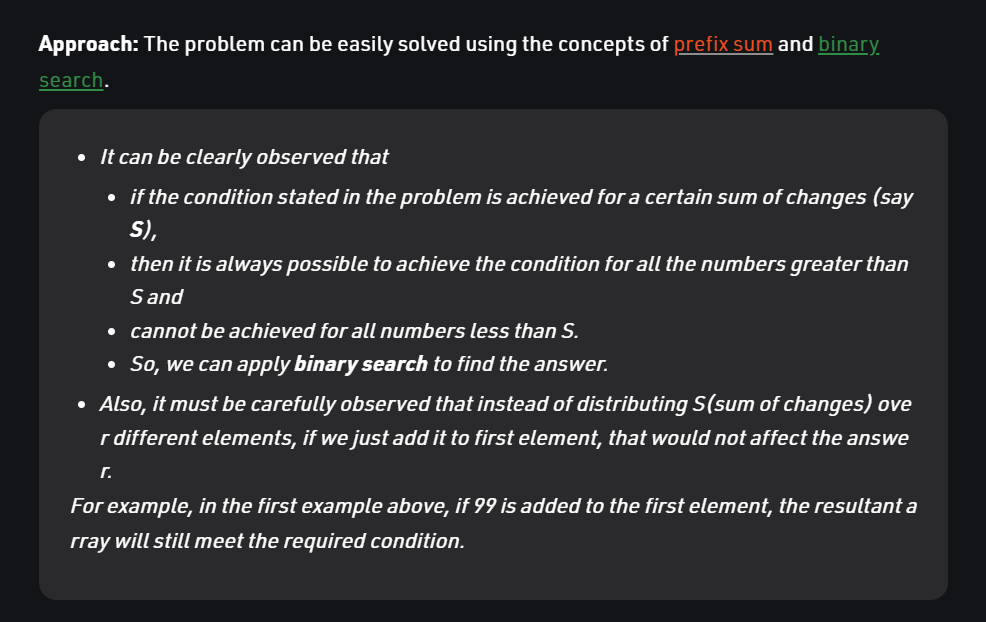 Approach: The problem can be easily solved using the concepts of prefix sum and binary
search.
• It can be clearly observed that
• if the condition stated in the problem is achieved for a certain sum of changes (say
S),
• then it is always possible to achieve the condition for all the numbers greater than
S and
• cannot be achieved for all numbers less than S.
• So, we can apply binary search to find the answer.
• Also, it must be carefully observed that instead of distributing S(sum of changes) ove
r different elements, if we just add it to first element, that would not affect the answe
r.
For example, in the first example above, if 99 is added to the first element, the resultant a
rray will still meet the required condition.